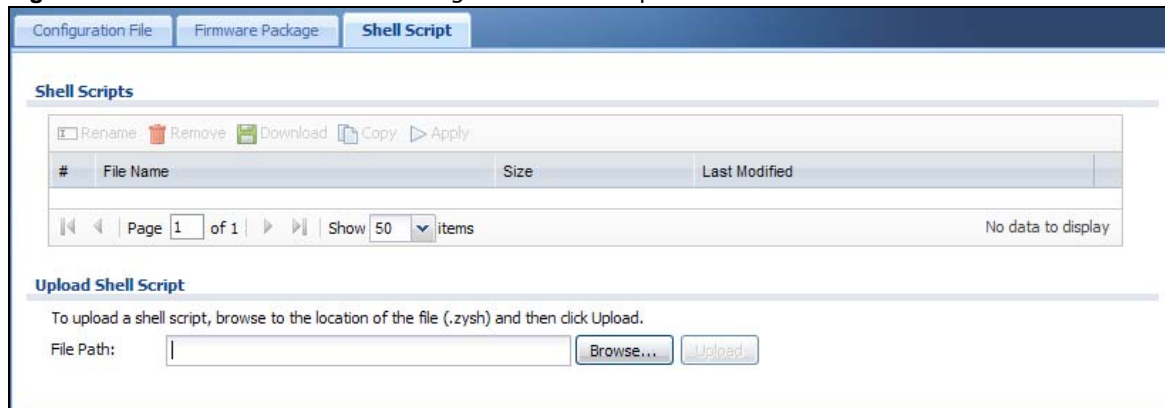 Configuration File Firmware Package Shell Script
Shell Scripts
Rename Remove Download Copy Apply
# File Name Size Last Modified
Page 1 of 1 Show 50 items No data to display
Upload Shell Script
To upload a shell script, browse to the location of the file (.zysh) and then click Upload.
File Path: Browse... Upload